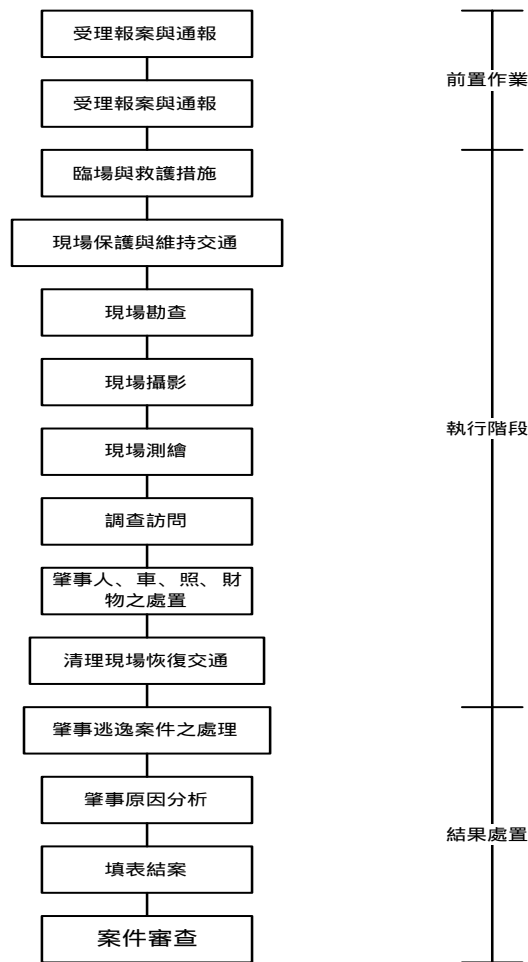 受理報案與通報
受理報案與通報
臨場與救護措施
現場保護與維持交通
現場勘查
現場攝影
現場測繪
調查訪問
肇事人、車、照、財
物之處置
清理現場恢復交通
肇事逃逸案件之處理
肇事原因分析
填表結案
案件審查
前置作業
執行階段
結果處置